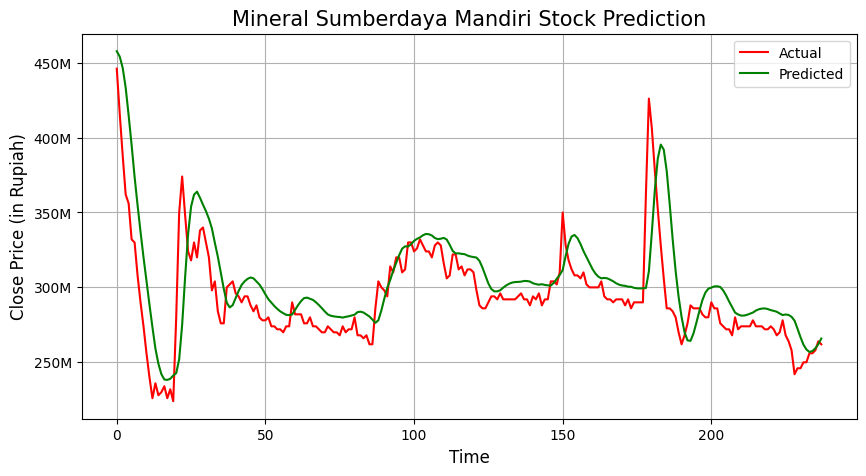 Mineral Sumberdaya Mandiri Stock Prediction
Actual
Predicted
450M
400M
350M
300M
250M
Close Price (in Rupiah)
0 50 100 150 200
Time